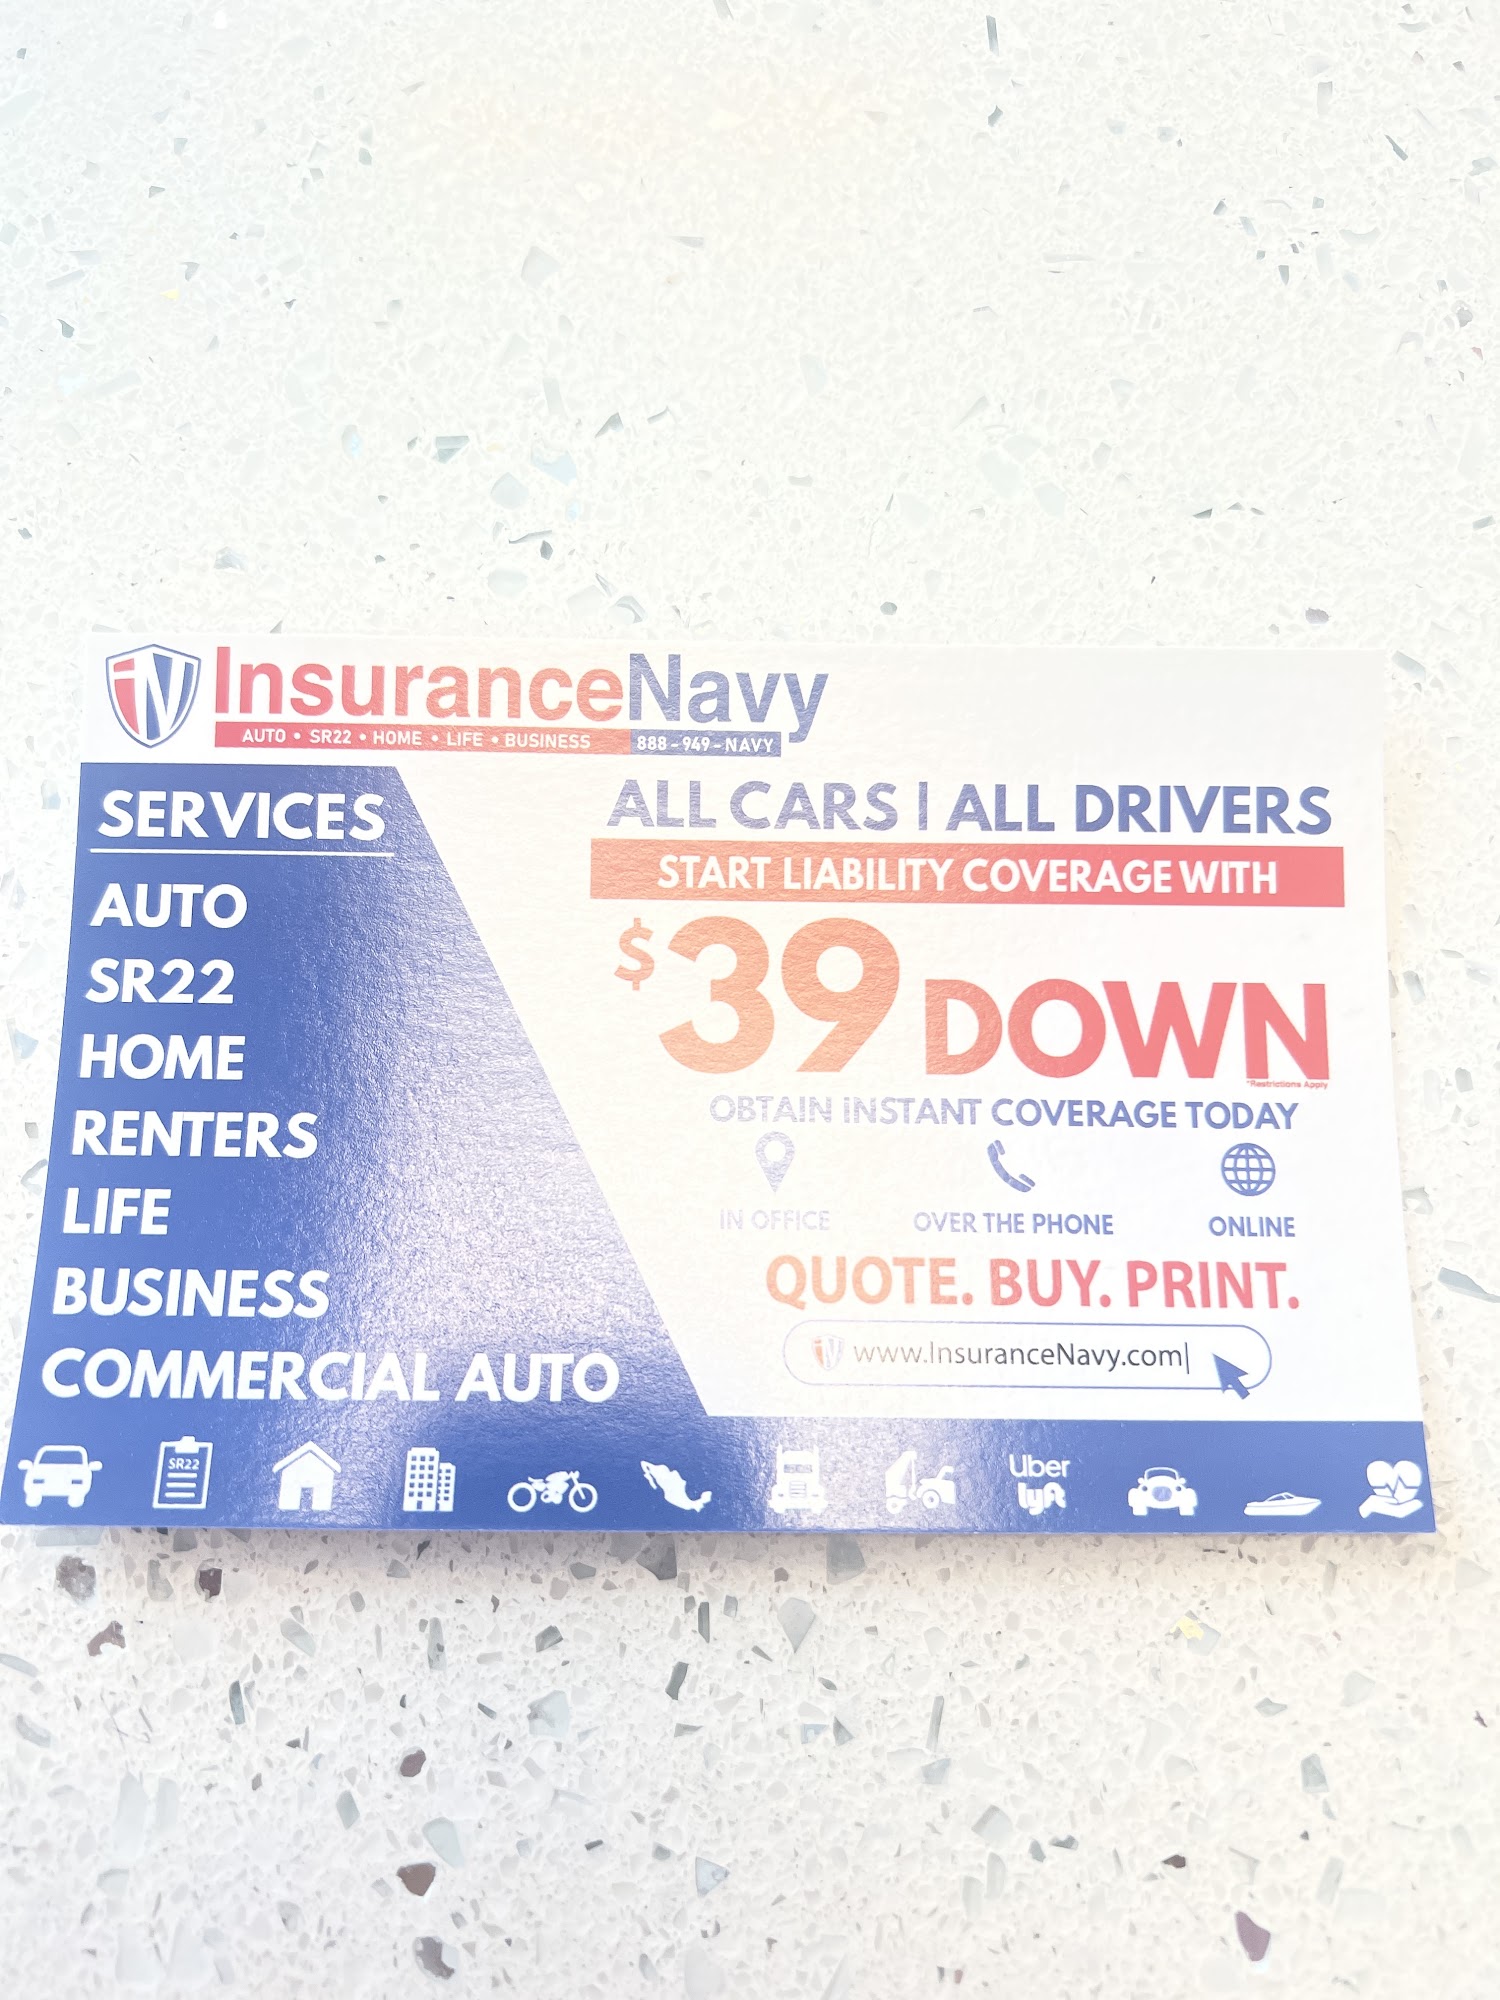 iN InsuranceNavy
AUTO • SR22 • HOME • LIFE • BUSINESS 888-949-NAVY
SERVICES
AUTO
SR22
HOME
RENTERS
LIFE
BUSINESS
COMMERCIAL AUTO
ALL CARS | ALL DRIVERS
START LIABILITY COVERAGE WITH
$39 DOWN
*Restrictions Apply
OBTAIN INSTANT COVERAGE TODAY
IN OFFICE OVER THE PHONE ONLINE
QUOTE. BUY. PRINT.
iN www.InsuranceNavy.com|
SR22
Uber
lyft